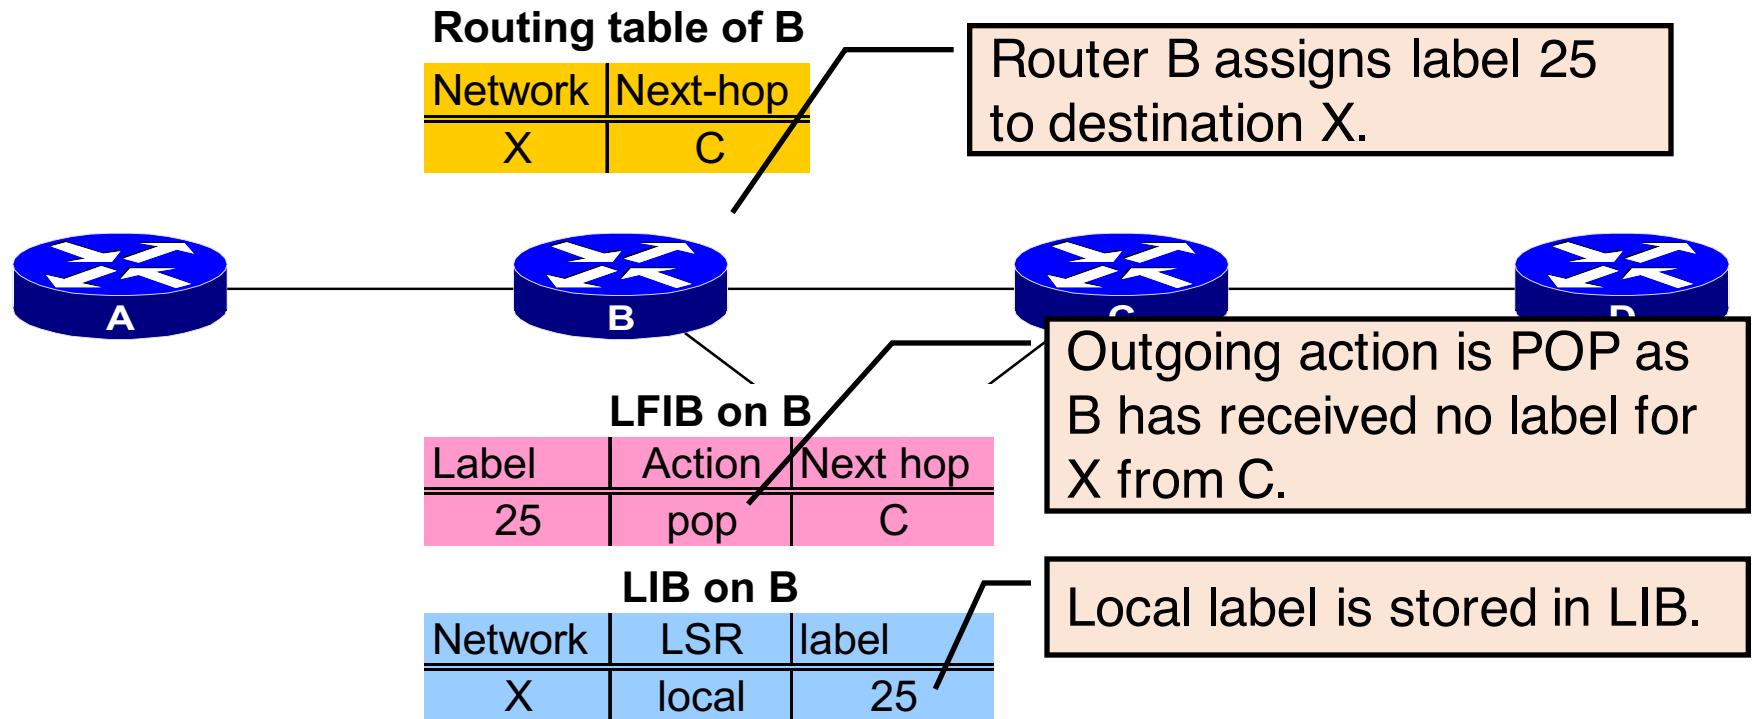 Routing table of B
Network Next-hop
X C
Router B assigns label 25
to destination X.
A
B
Outgoing action is POP as
B has received no label for
X from C.
LFIB on B
Label Action Next hop
25 pop C
LIB on B
Network LSR label
X local 25
Local label is stored in LIB.